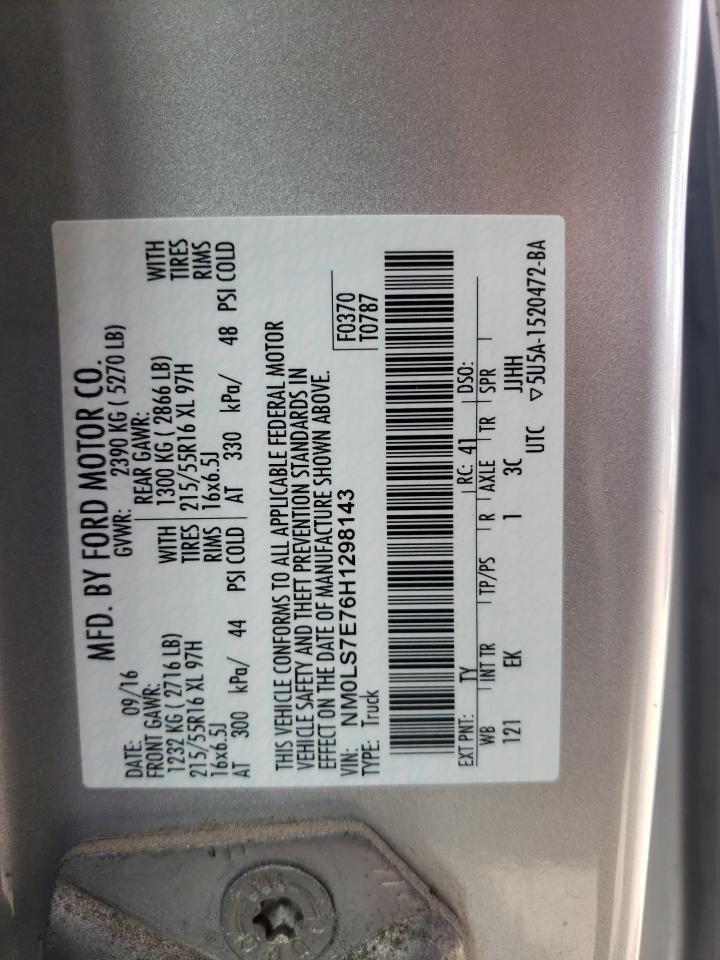 MFD. BY FORD MOTOR CO.
DATE: 09/16 GVWR: 2390 KG ( 5270 LB)
FRONT GAWR: REAR GAWR:
1232 KG ( 2716 LB) WITH 1300 KG ( 2866 LB) WITH
215/55R16 XL 97H TIRES 215/55R16 XL 97H TIRES
16x6.5J RIMS 16x6.5J RIMS
AT 300 kPa/ 44 PSI COLD AT 330 kPa/ 48 PSI COLD
THIS VEHICLE CONFORMS TO ALL APPLICABLE FEDERAL MOTOR
VEHICLE SAFETY AND THEFT PREVENTION STANDARDS IN
EFFECT ON THE DATE OF MANUFACTURE SHOWN ABOVE.
VIN: NM0LS7E76H1298143 F0370
TYPE: Truck T0787
EXT PNT: TY RC: 41 DSO:
WB INT TR TP/PS R AXLE TR SPR
121 EK 1 3C JJHH
UTC ▽5U5A-1520472-BA